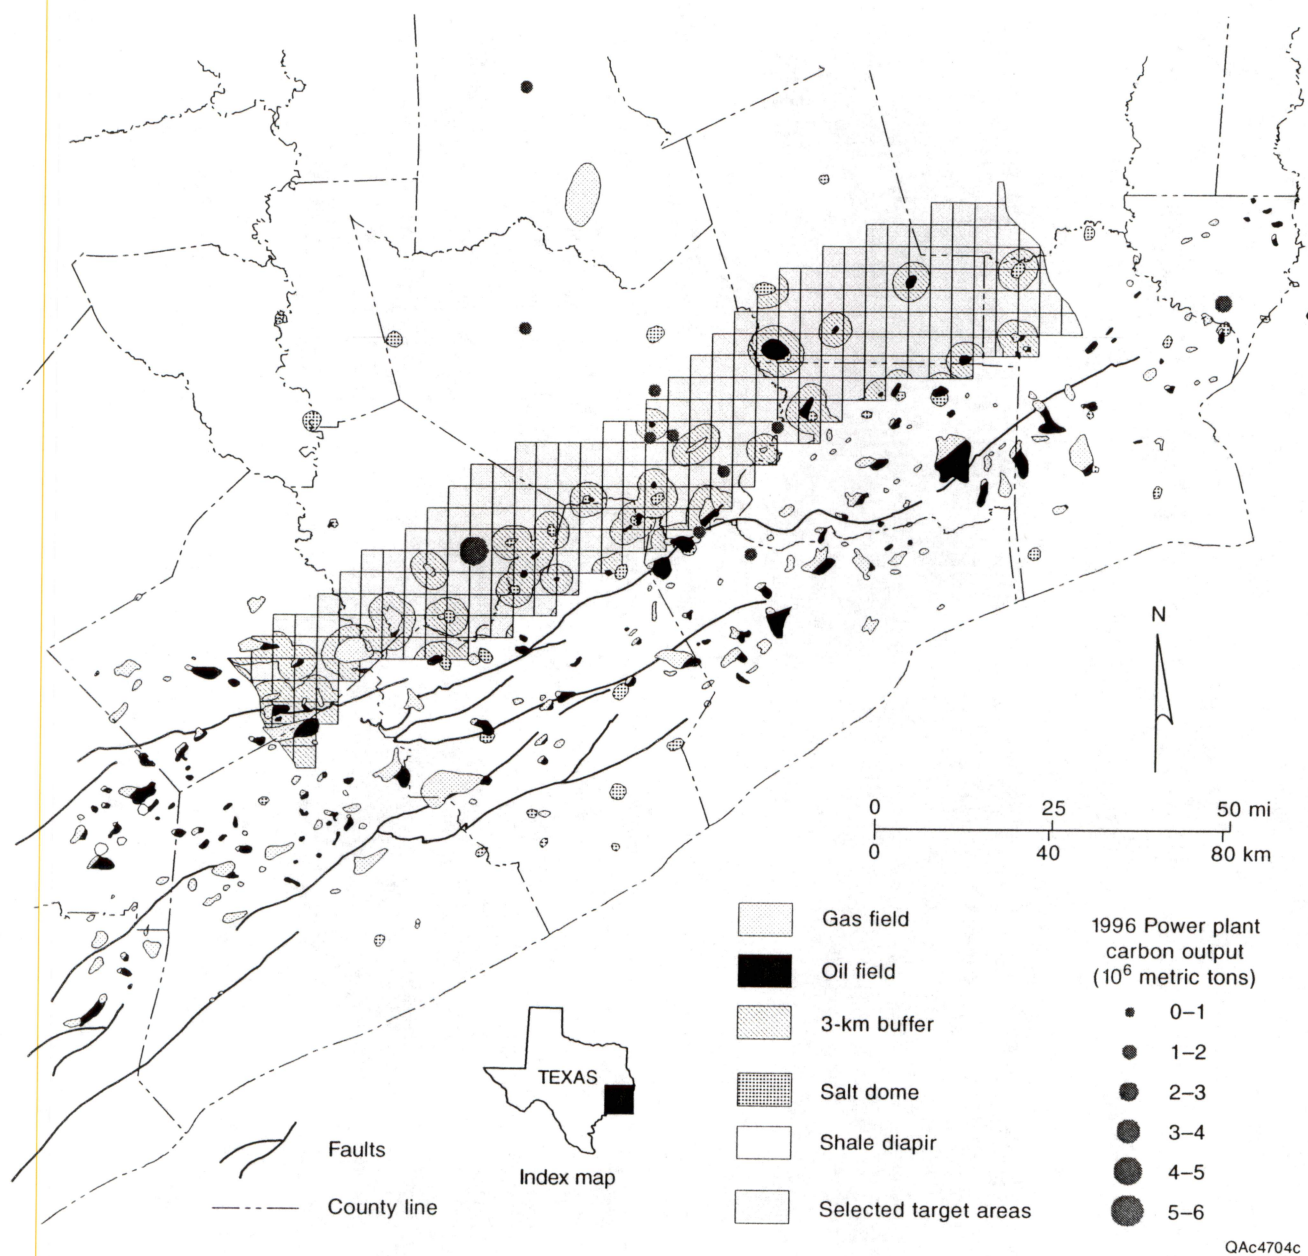 N
0 25 50 mi
0 40 80 km
Gas field
Oil field
3-km buffer
Salt dome
Shale diapir
Selected target areas
1996 Power plant
carbon output
(10⁶ metric tons)
0–1
1–2
2–3
3–4
4–5
5–6
TEXAS
Index map
Faults
County line
QAc4704c